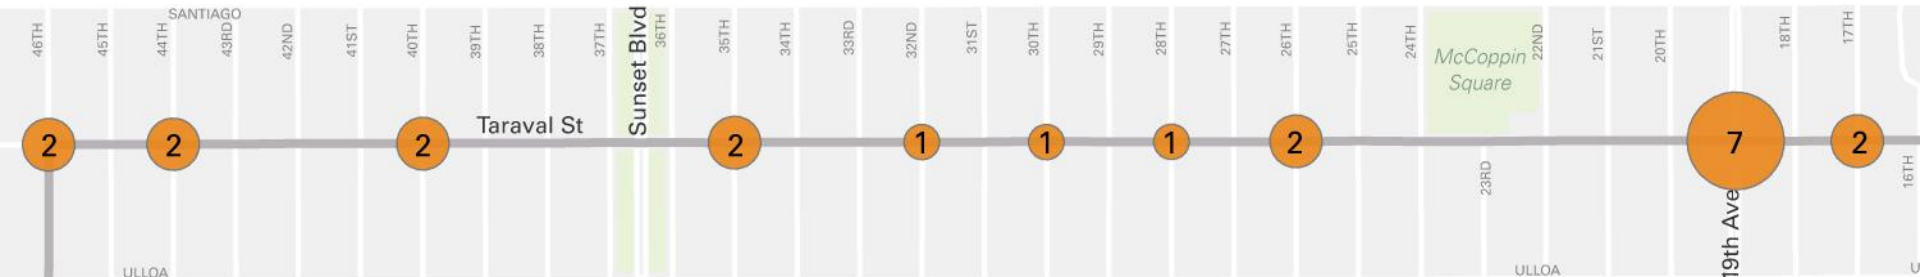 SANTIAGO
46TH
45TH
44TH
43RD
42ND
41ST
40TH
39TH
38TH
37TH
Sunset Blvd
36TH
35TH
34TH
33RD
32ND
31ST
30TH
29TH
28TH
27TH
26TH
25TH
24TH
McCoppin
Square
22ND
21ST
20TH
18TH
17TH
Taraval St
2
2
2
2
1
1
1
2
7
2
23RD
19th Ave
16TH
ULLOA
ULLOA
U